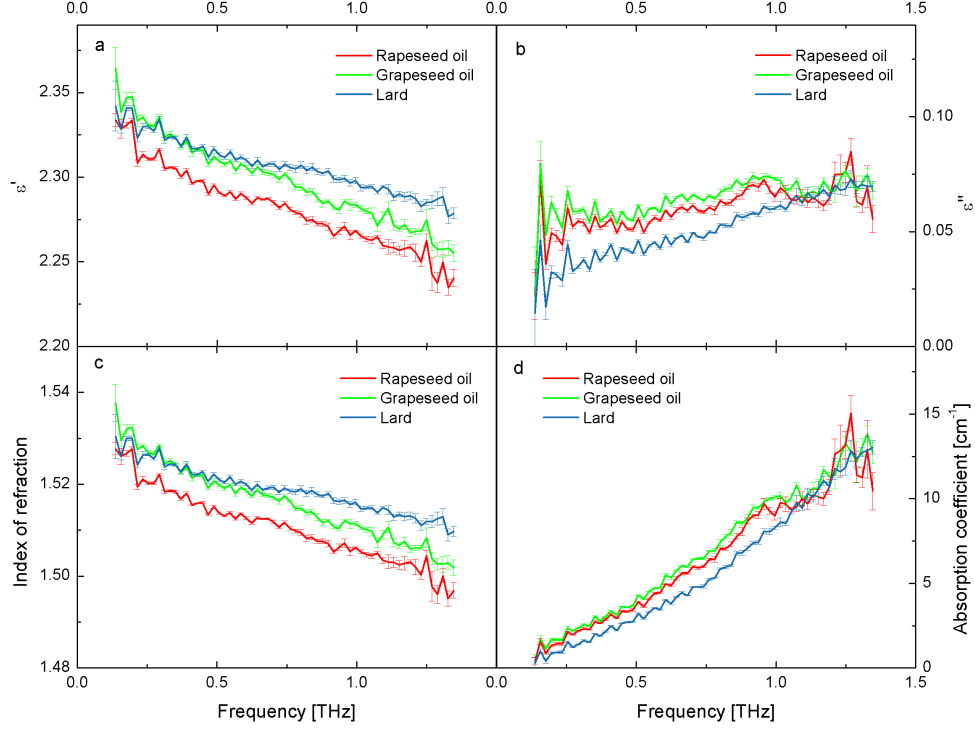 0.0 0.5 1.0 0.0 0.5 1.0 1.5
a
Rapeseed oil
Grapeseed oil
Lard
2.35
2.30
2.25
2.20
ε'
b
Rapeseed oil
Grapeseed oil
Lard
0.10
0.05
0.00
ε"
c
Rapeseed oil
Grapeseed oil
Lard
1.54
1.52
1.50
1.48
Index of refraction
d
Rapeseed oil
Grapeseed oil
Lard
15
10
5
0
Absorption coefficient [cm⁻¹]
0.0 0.5 1.0 0.0 0.5 1.0 1.5
Frequency [THz] Frequency [THz]